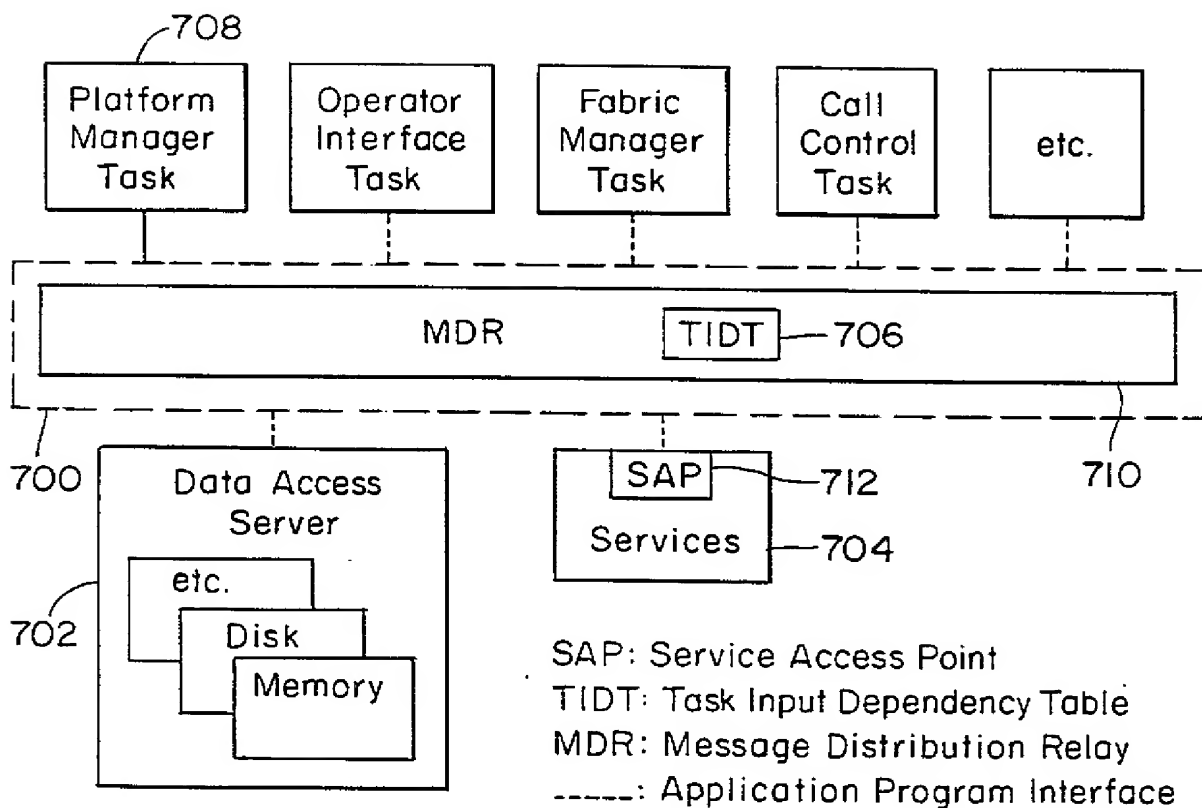 708
Platform
Manager
Task
Operator
Interface
Task
Fabric
Manager
Task
Call
Control
Task
etc.
MDR
TIDT
706
700
710
Data Access
Server
etc.
Disk
Memory
702
SAP
712
Services
704
SAP: Service Access Point
TIDT: Task Input Dependency Table
MDR: Message Distribution Relay
-----: Application Program Interface